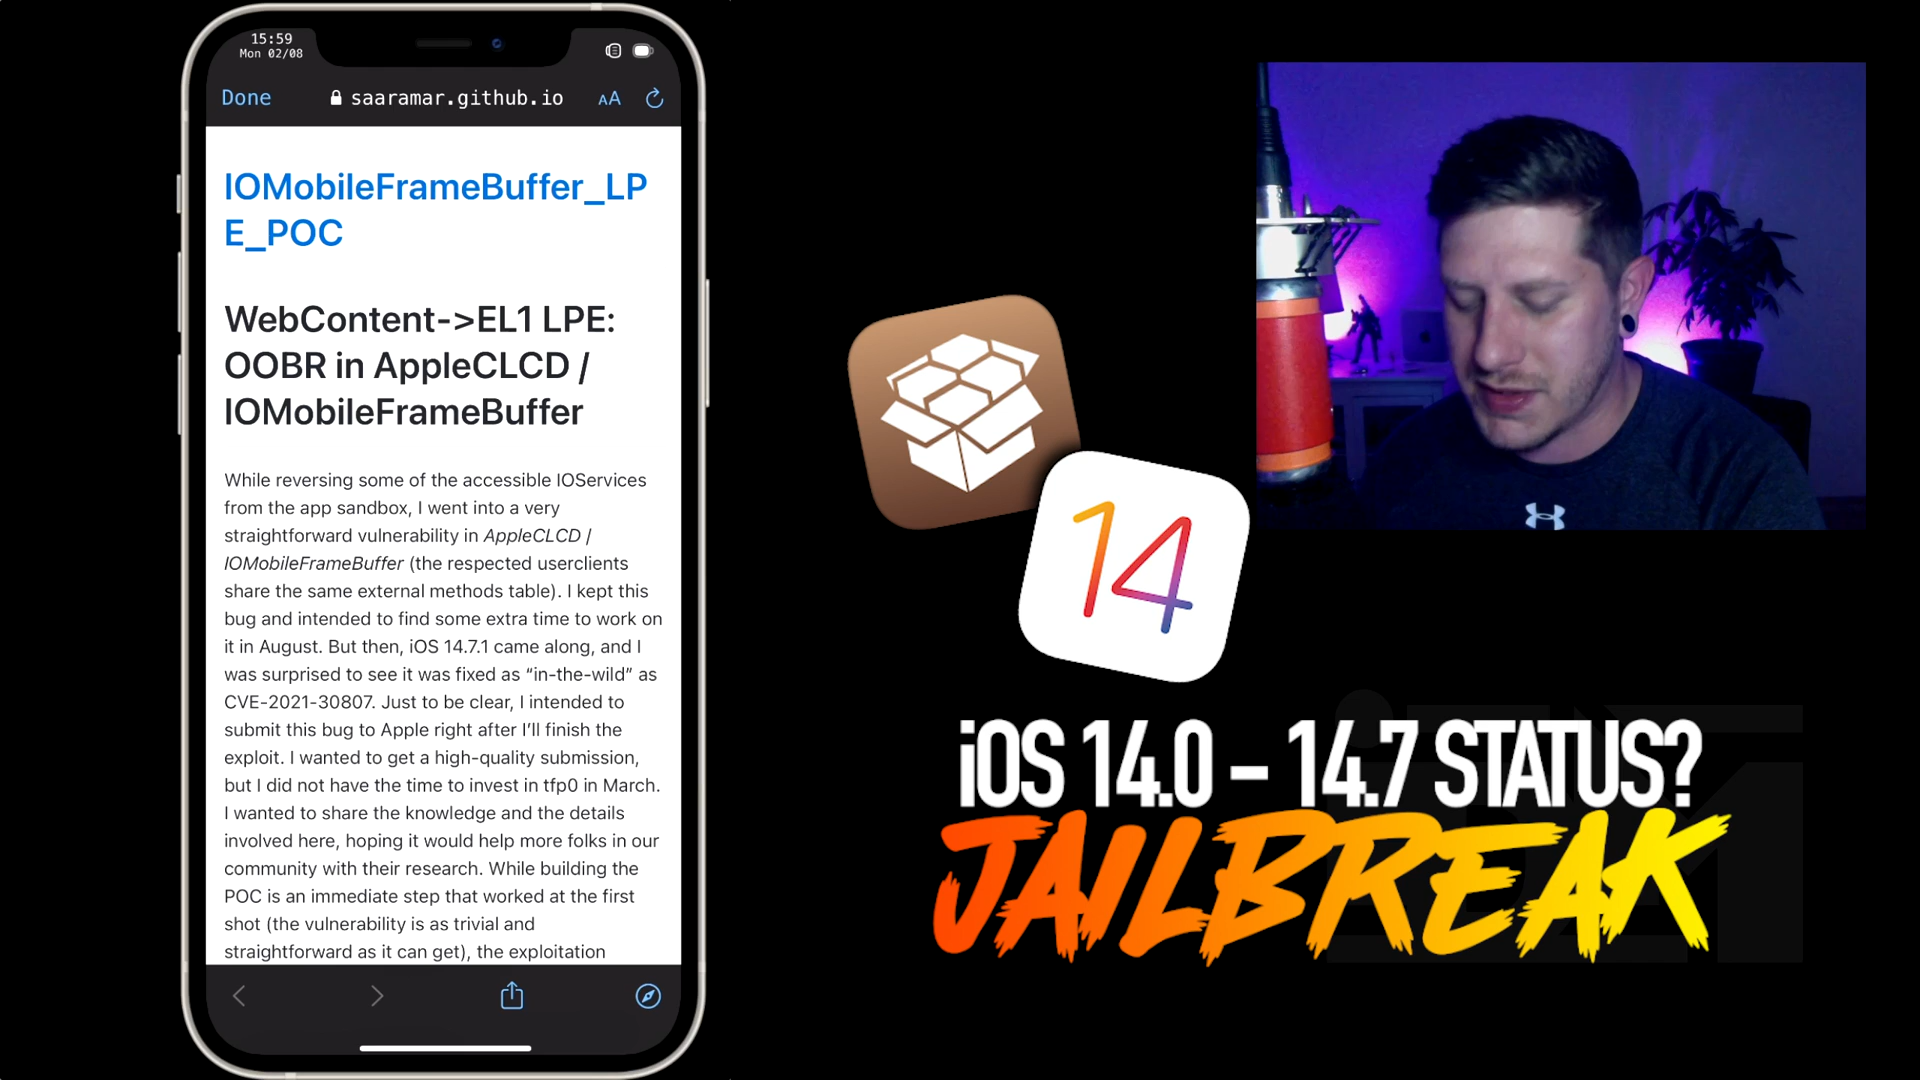 15:59
Mon 02/08
Done
saaramar.github.io
AA
IOMobileFrameBuffer_LP
E_POC
WebContent->EL1 LPE:
OOBR in AppleCLCD /
IOMobileFrameBuffer
While reversing some of the accessible IOServices
from the app sandbox, I went into a very
straightforward vulnerability in AppleCLCD /
IOMobileFrameBuffer (the respected userclients
share the same external methods table). I kept this
bug and intended to find some extra time to work on
it in August. But then, iOS 14.7.1 came along, and I
was surprised to see it was fixed as “in-the-wild” as
CVE-2021-30807. Just to be clear, I intended to
submit this bug to Apple right after I’ll finish the
exploit. I wanted to get a high-quality submission,
but I did not have the time to invest in tfp0 in March.
I wanted to share the knowledge and the details
involved here, hoping it would help more folks in our
community with their research. While building the
POC is an immediate step that worked at the first
shot (the vulnerability is as trivial and
straightforward as it can get), the exploitation
14
iOS 14.0 – 14.7 STATUS?
JAILBREAK